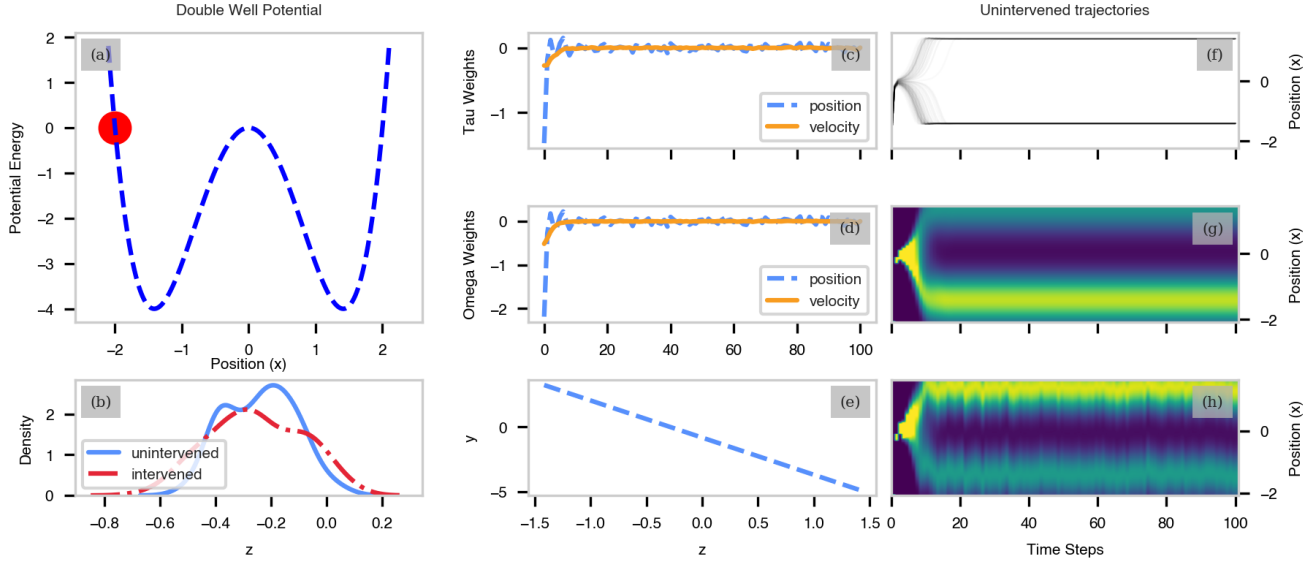 Double Well Potential
(a)
Potential Energy
2
1
0
−1
−2
−3
−4
−2
−1
0
1
2
Position (x)
(b)
Density
2
1
0
unintervened
intervened
−0.8
−0.6
−0.4
−0.2
0.0
0.2
z
(c)
Tau Weights
0
−1
position
velocity
(d)
Omega Weights
0
−1
−2
position
velocity
0
20
40
60
80
100
(e)
y
0
−5
−1.5
−1.0
−0.5
0.0
0.5
1.0
1.5
z
Unintervened trajectories
(f)
0
−2
Position (x)
(g)
0
−2
Position (x)
(h)
0
−2
Position (x)
0
20
40
60
80
100
Time Steps